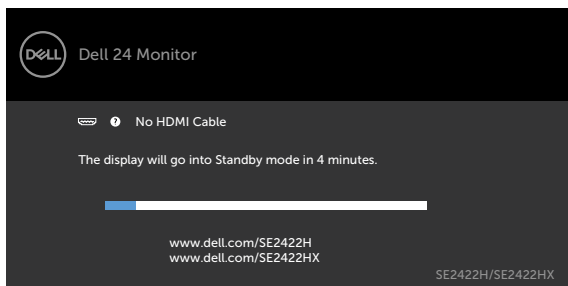 DELL
Dell 24 Monitor
? No HDMI Cable
The display will go into Standby mode in 4 minutes.
www.dell.com/SE2422H
www.dell.com/SE2422HX
SE2422H/SE2422HX